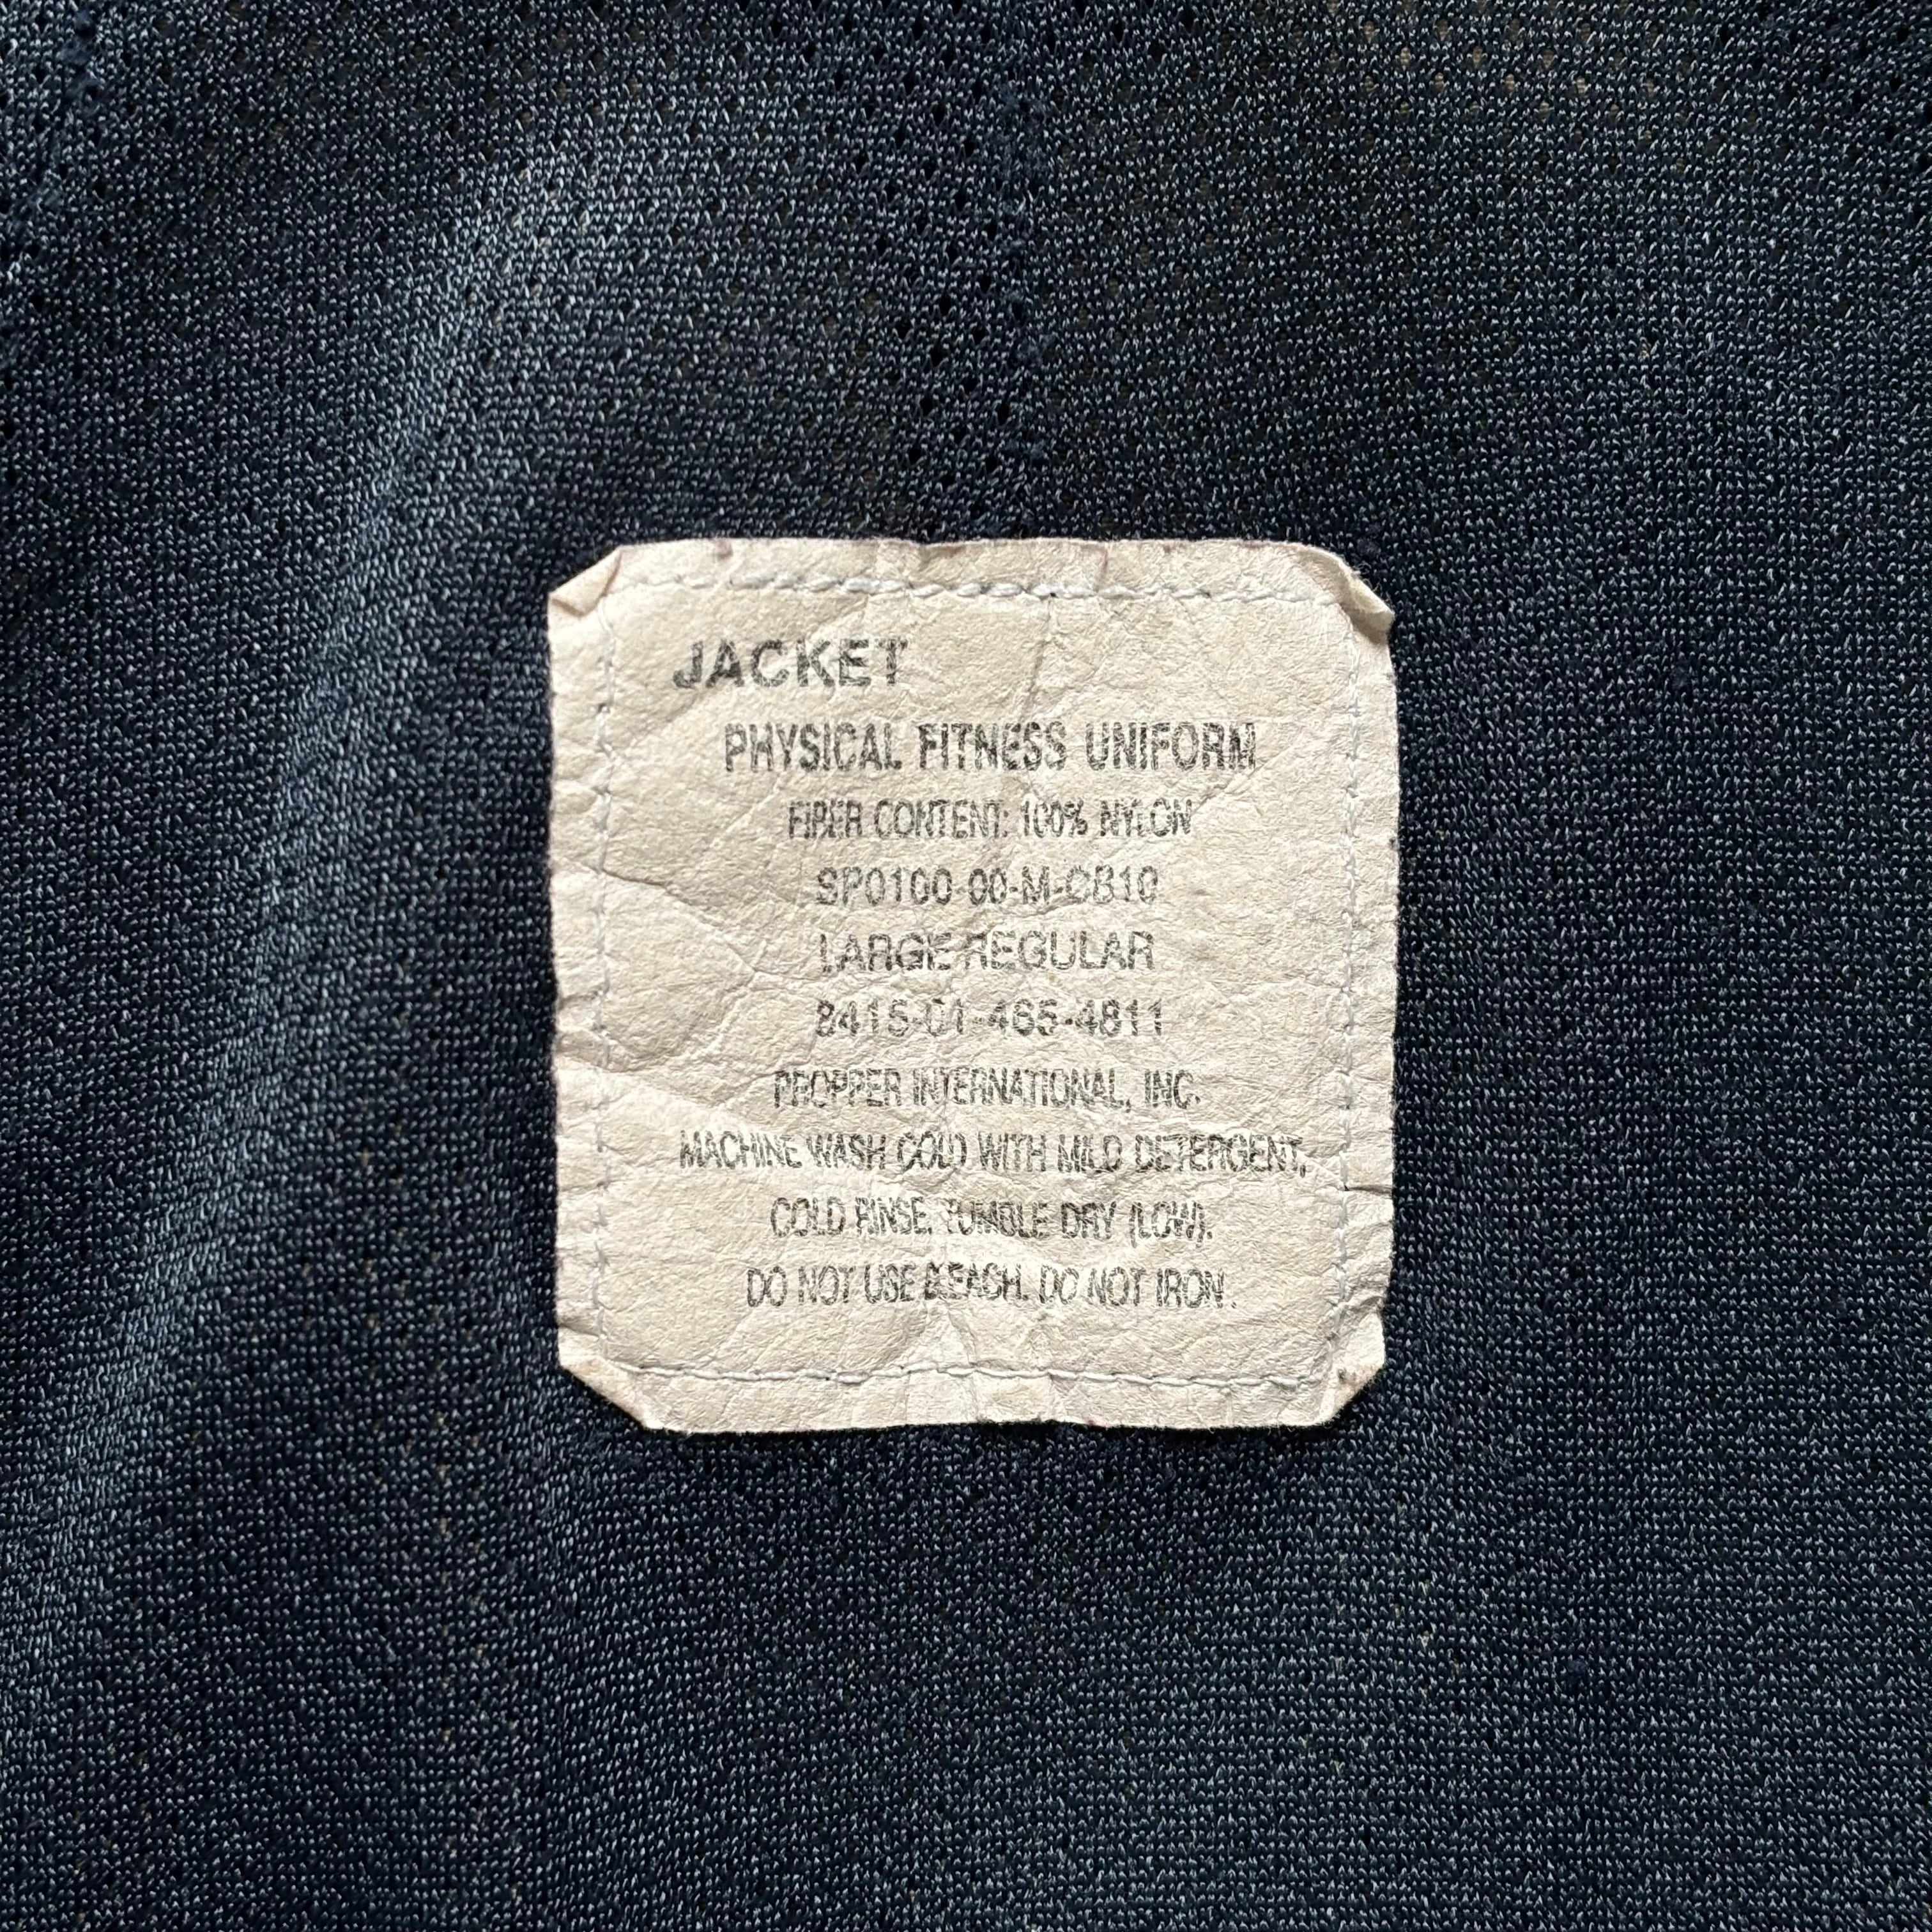 JACKET
PHYSICAL FITNESS UNIFORM
FIBER CONTENT: 100% NYLON
SP0100-00-M-CB10
LARGE REGULAR
8415-01-465-4811
PROPPER INTERNATIONAL, INC.
MACHINE WASH COLD WITH MILD DETERGENT,
COLD RINSE. TUMBLE DRY (LOW).
DO NOT USE BLEACH. DO NOT IRON.